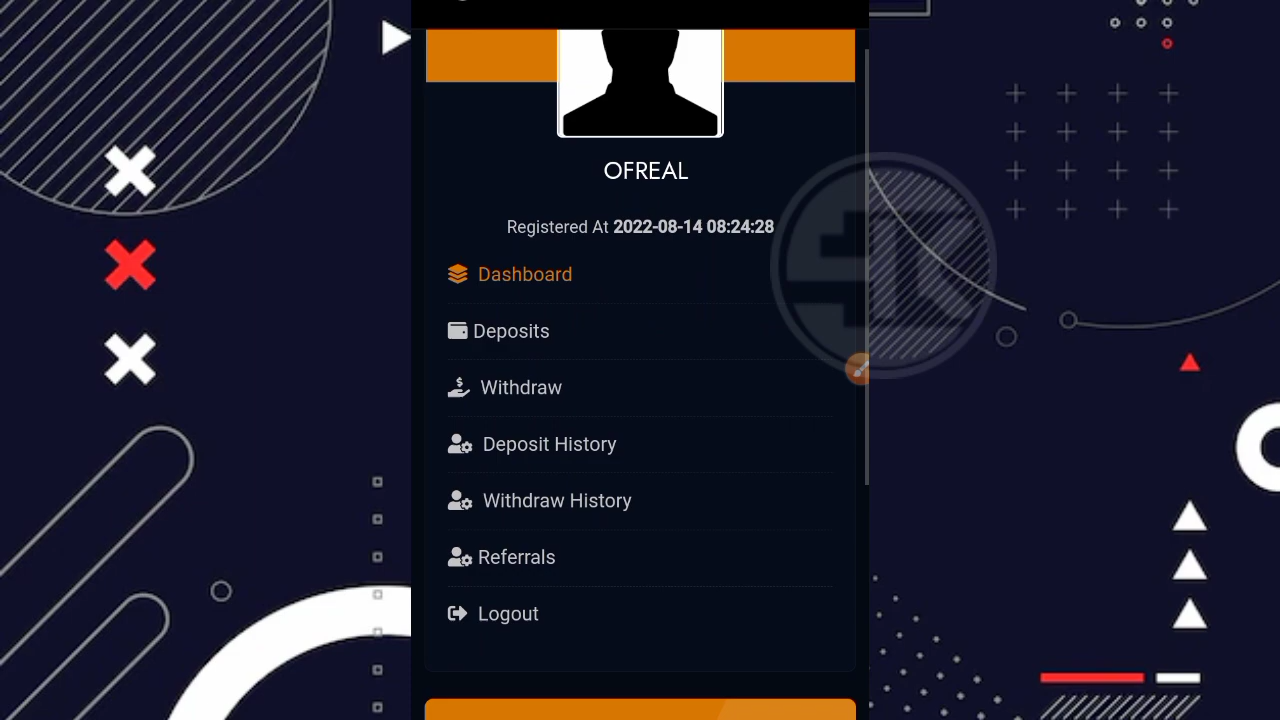 OFREAL
Registered At 2022-08-14 08:24:28
Dashboard
Deposits
Withdraw
Deposit History
Withdraw History
Referrals
Logout